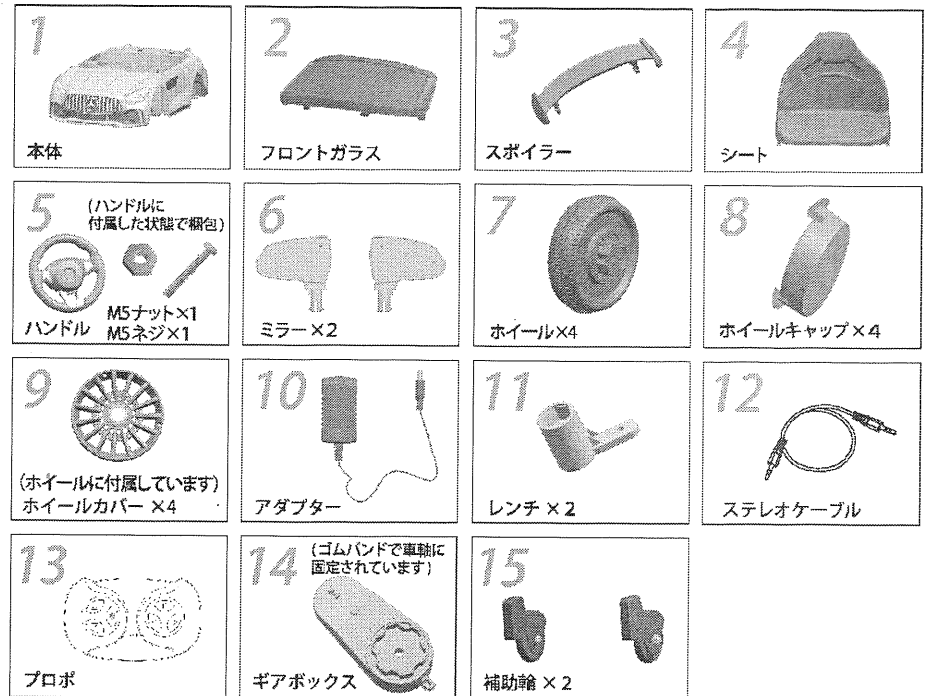 1
本体
2
フロントガラス
3
スポイラー
4
シート
5
(ハンドルに
付属した状態で梱包)
ハンドル
M5ナット×1
M5ネジ×1
6
ミラー×2
7
ホイール×4
8
ホイールキャップ×4
9
(ホイールに付属しています)
ホイールカバー ×4
10
アダプター
11
レンチ ×2
12
ステレオケーブル
13
プロポ
14
(ゴムバンドで車軸に
固定されています)
ギアボックス
15
補助輪 ×2